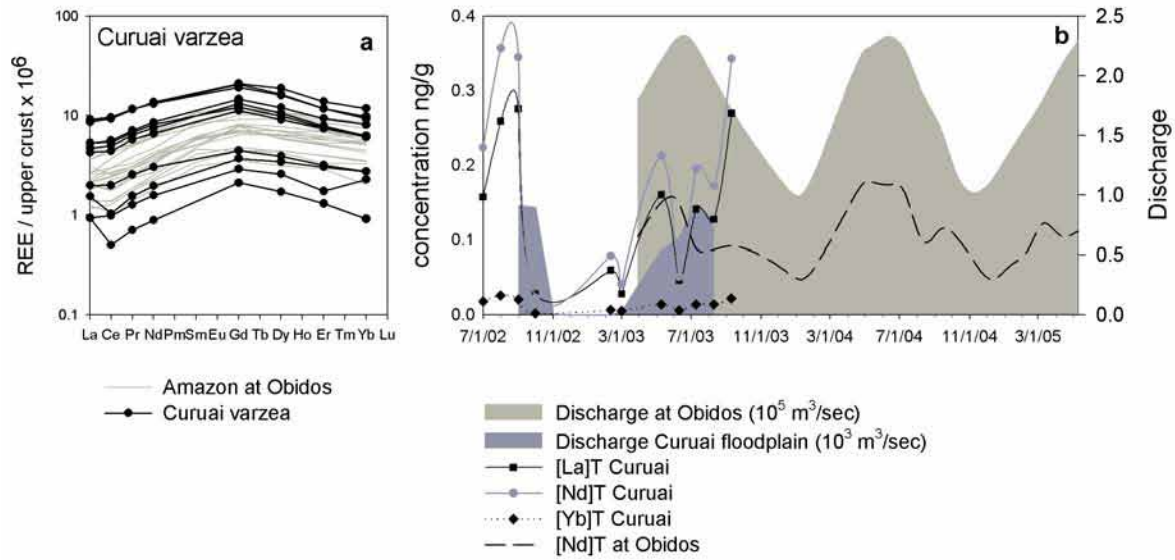 Curuai varzea
a
REE / upper crust x 10⁶
100
10
1
0.1
La Ce Pr Nd Pm Sm Eu Gd Tb Dy Ho Er Tm Yb Lu
Amazon at Obidos
Curuai varzea
b
concentration ng/g
0.4
0.3
0.2
0.1
0.0
Discharge
2.5
2.0
1.5
1.0
0.5
0.0
7/1/02 11/1/02 3/1/03 7/1/03 11/1/03 3/1/04 7/1/04 11/1/04 3/1/05
Discharge at Obidos (10⁵ m³/sec)
Discharge Curuai floodplain (10³ m³/sec)
[La]T Curuai
[Nd]T Curuai
[Yb]T Curuai
[Nd]T at Obidos